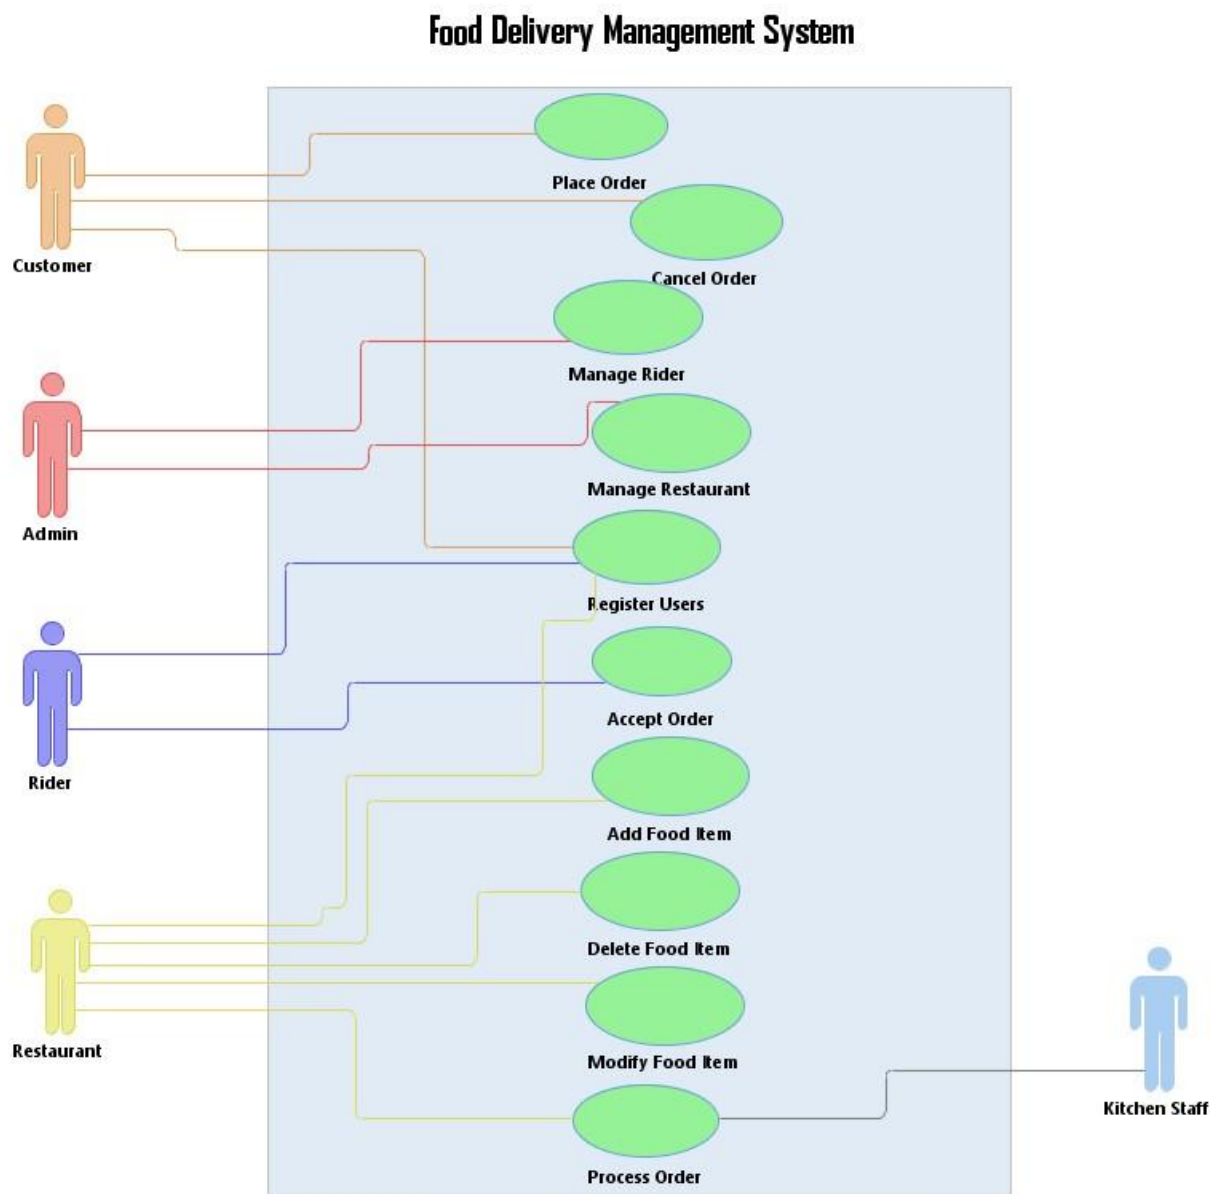 Food Delivery Management System
Customer
Place Order
Cancel Order
Manage Rider
Admin
Manage Restaurant
Register Users
Rider
Accept Order
Add Food Item
Restaurant
Delete Food Item
Modify Food Item
Kitchen Staff
Process Order